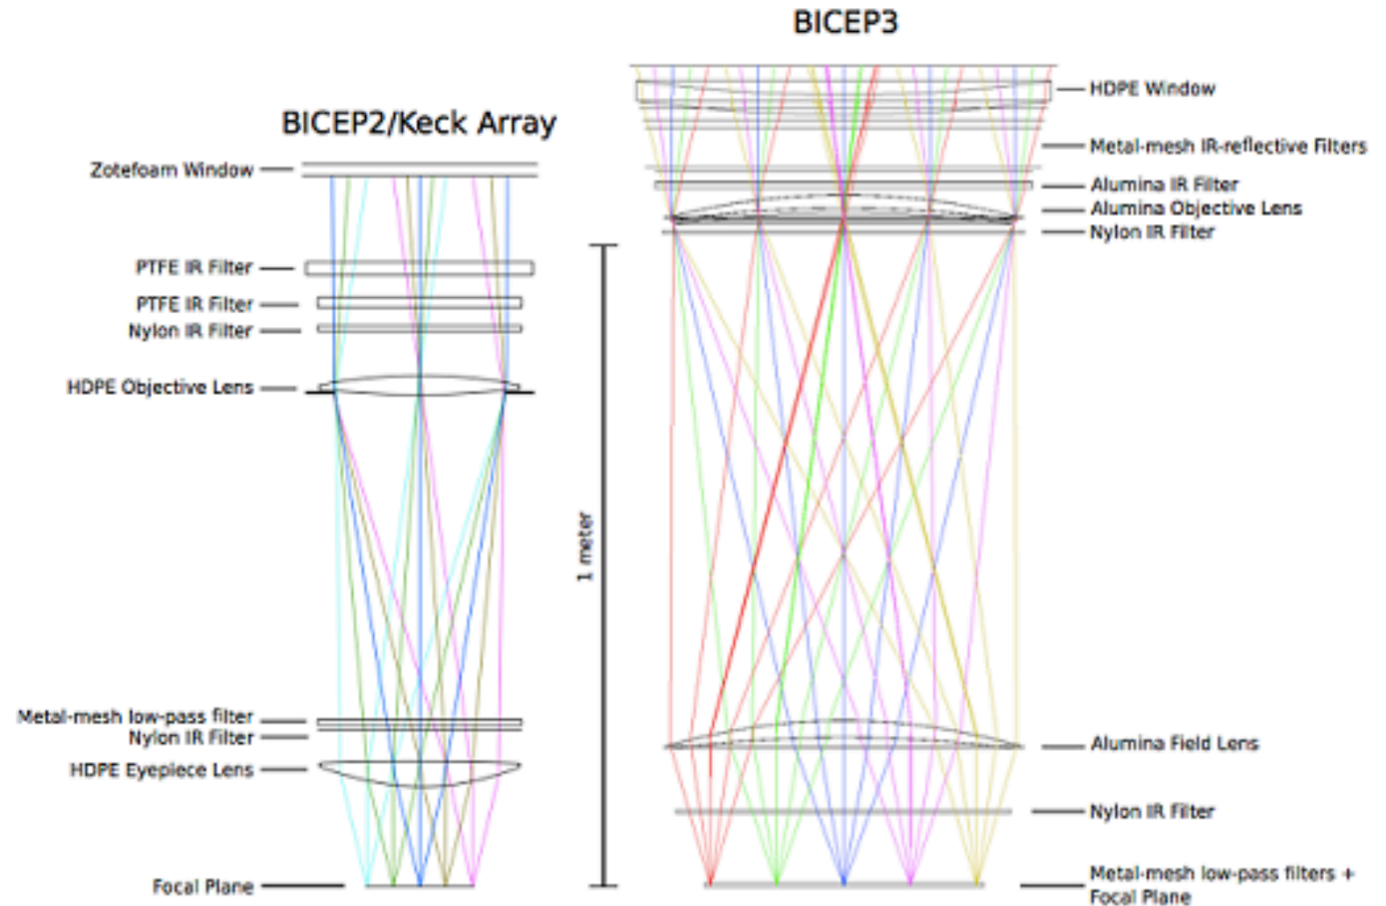 BICEP2/Keck Array
Zotefoam Window
PTFE IR Filter
PTFE IR Filter
Nylon IR Filter
HDPE Objective Lens
Metal-mesh low-pass filter
Nylon IR Filter
HDPE Eyepiece Lens
Focal Plane
1 meter
BICEP3
HDPE Window
Metal-mesh IR-reflective Filters
Alumina IR Filter
Alumina Objective Lens
Nylon IR Filter
Alumina Field Lens
Nylon IR Filter
Metal-mesh low-pass filters +
Focal Plane